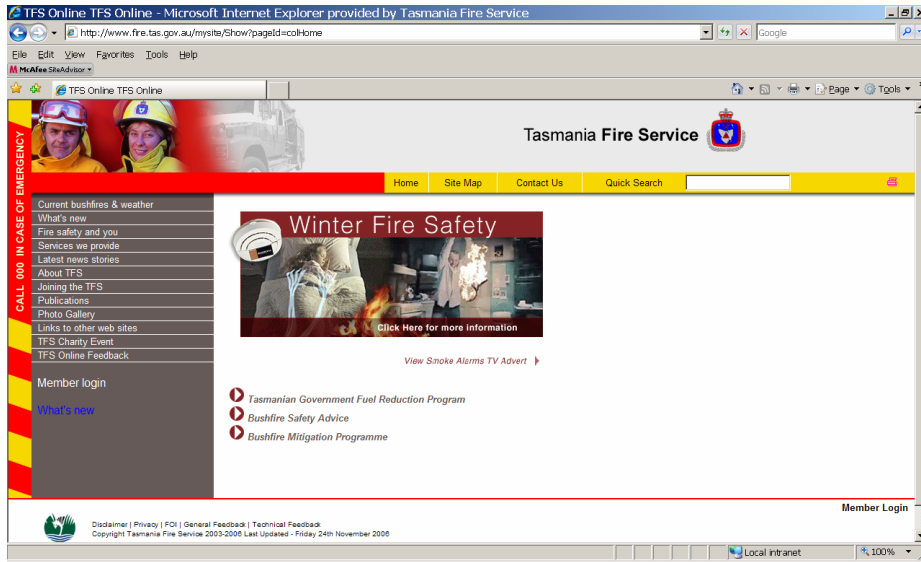 TFS Online TFS Online - Microsoft Internet Explorer provided by Tasmania Fire Service
http://www.fire.tas.gov.au/mysite/Show?pageId=colHome
Google
File Edit View Favorites Tools Help
McAfee SiteAdvisor
TFS Online TFS Online
Page Tools
Tasmania Fire Service
Home Site Map Contact Us Quick Search
CALL 000 IN CASE OF EMERGENCY
Current bushfires & weather
What's new
Fire safety and you
Services we provide
Latest news stories
About TFS
Joining the TFS
Publications
Photo Gallery
Links to other web sites
TFS Charity Event
TFS Online Feedback
Member login
What's new
Winter Fire Safety
Click Here for more information
View Smoke Alarms TV Advert
Tasmanian Government Fuel Reduction Program
Bushfire Safety Advice
Bushfire Mitigation Programme
Member Login
Disclaimer | Privacy | FOI | General Feedback | Technical Feedback
Copyright Tasmania Fire Service 2003-2006 Last Updated - Friday 24th November 2006
Local intranet 100%